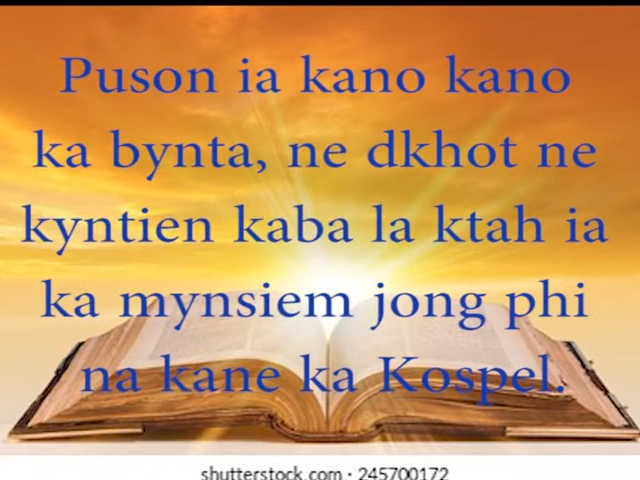 Puson ia kano kano
ka bynta, ne dkhot ne
kyntien kaba la ktah ia
ka mynsiem jong phi
na kane ka Kospel.
shutterstock.com · 245700172